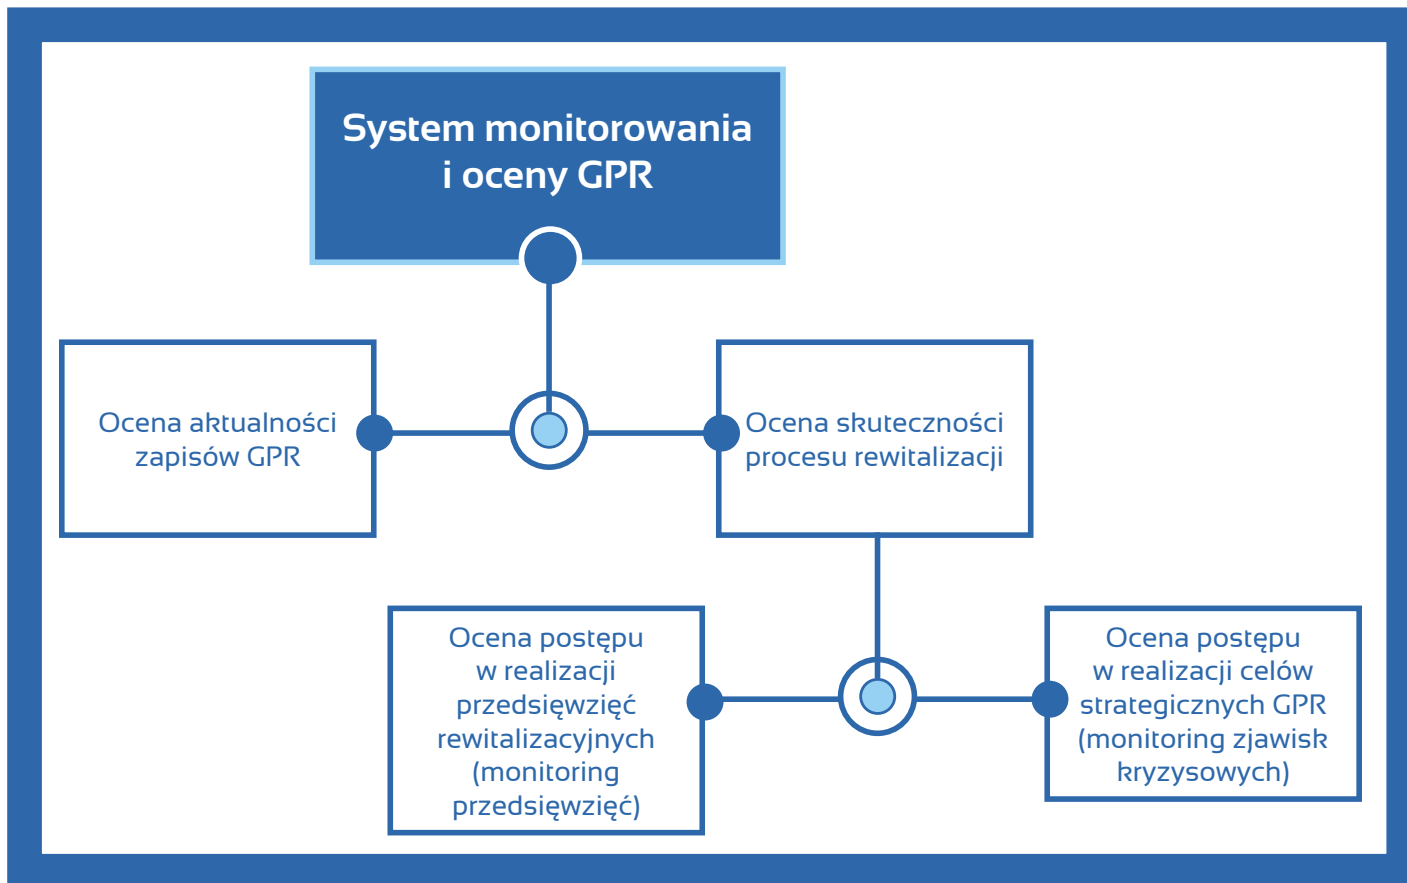 System monitorowania
i oceny GPR
Ocena aktualności
zapisów GPR
Ocena skuteczności
procesu rewitalizacji
Ocena postępu
w realizacji
przedsięwzięć
rewitalizacyjnych
(monitoring
przedsięwzięć)
Ocena postępu
w realizacji celów
strategicznych GPR
(monitoring zjawisk
kryzysowych)